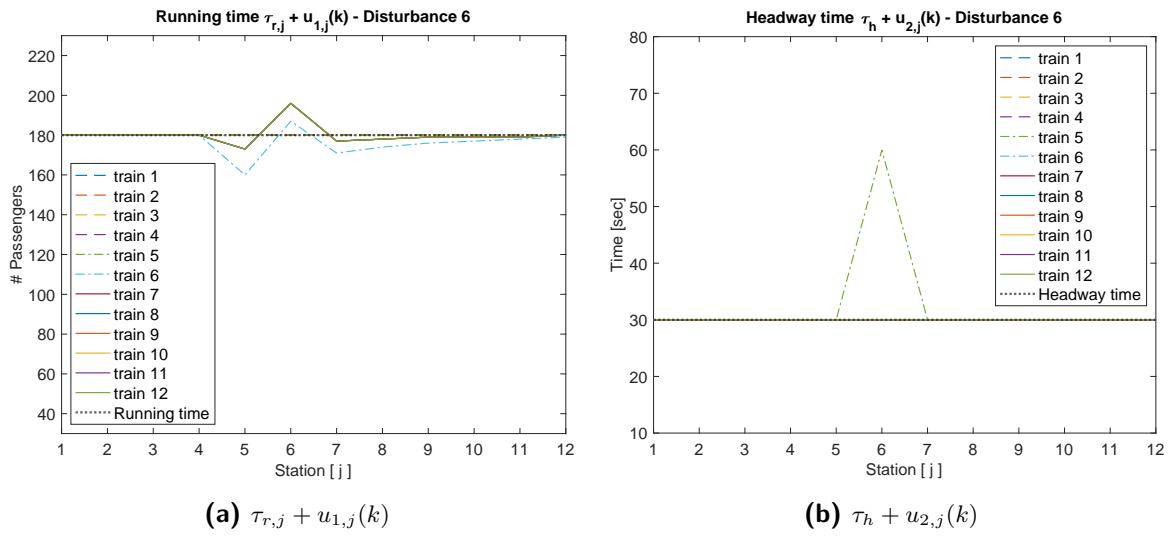 Running time τr,j + u1,j(k) - Disturbance 6
220
200
180
160
140
120
100
80
60
40
# Passengers
train 1
train 2
train 3
train 4
train 5
train 6
train 7
train 8
train 9
train 10
train 11
train 12
Running time
1 2 3 4 5 6 7 8 9 10 11 12
Station [ j ]
(a) τr,j + u1,j(k)
Headway time τh + u2,j(k) - Disturbance 6
80
70
60
50
40
30
20
10
Time [sec]
train 1
train 2
train 3
train 4
train 5
train 6
train 7
train 8
train 9
train 10
train 11
train 12
Headway time
1 2 3 4 5 6 7 8 9 10 11 12
Station [ j ]
(b) τh + u2,j(k)